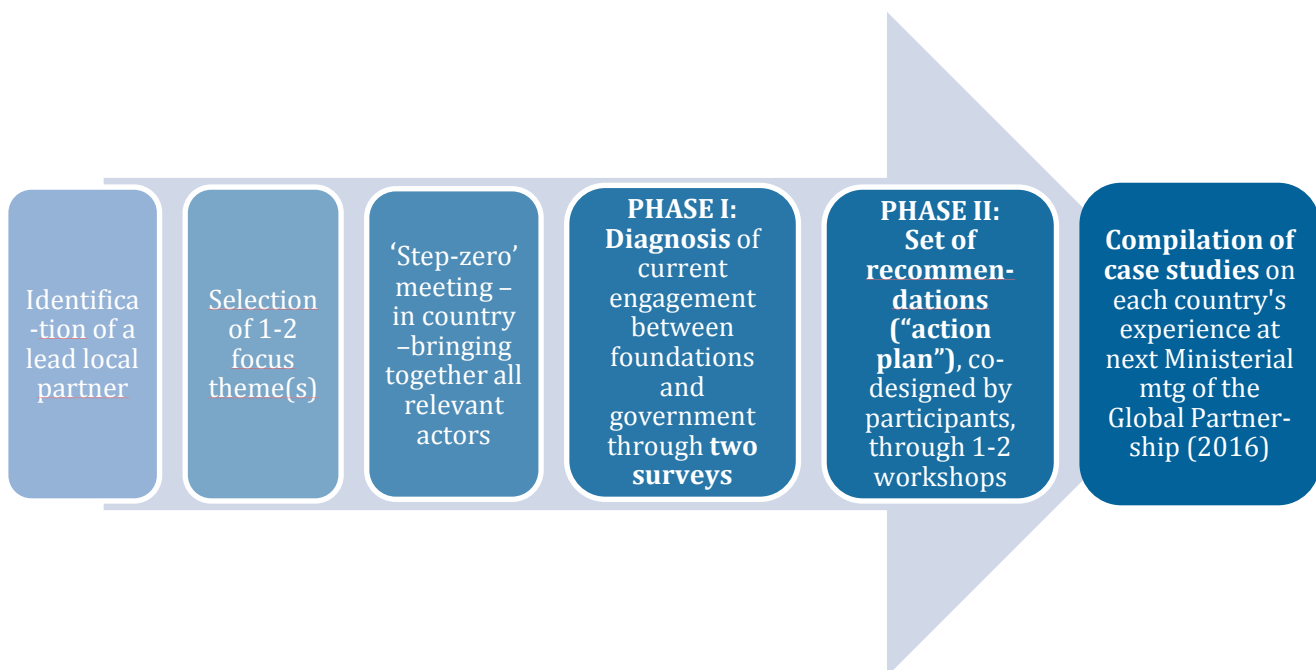 Identifica
-tion of a
lead local
partner
Selection
of 1-2
focus
theme(s)
‘Step-zero’
meeting –
in country
–bringing
together all
relevant
actors
PHASE I:
Diagnosis of
current
engagement
between
foundations
and
government
through two
surveys
PHASE II:
Set of
recommen-
dations
(“action
plan”), co-
designed by
participants,
through 1-2
workshops
Compilation of
case studies on
each country's
experience at
next Ministerial
mtg of the
Global Partner-
ship (2016)